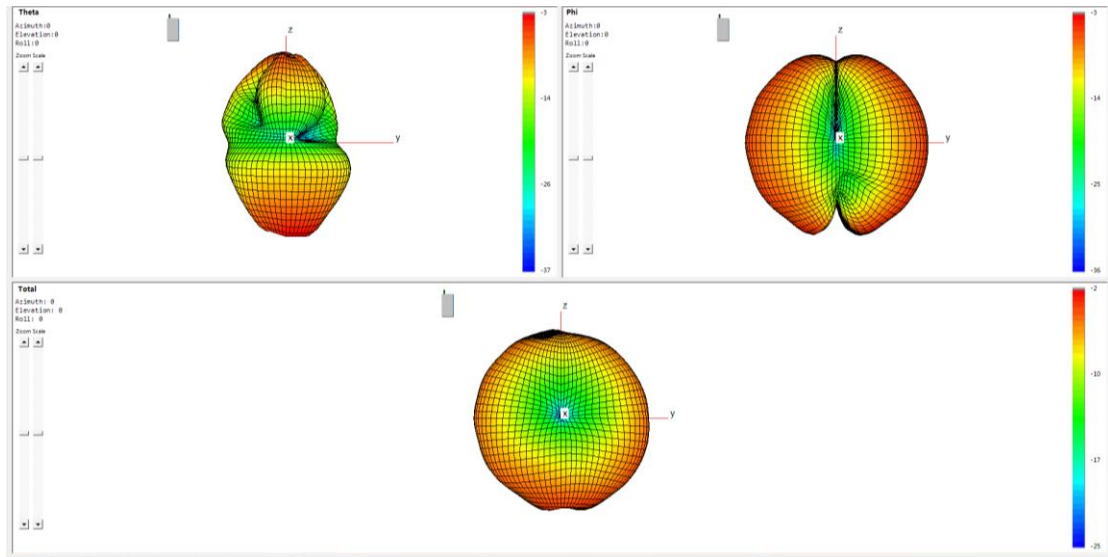 Theta
Azimuth:0
Elevation:0
Roll:0
Zoom Scale
z
x
y
-3
-14
-26
-37
Phi
Azimuth:0
Elevation:0
Roll:0
Zoom Scale
z
x
y
-3
-14
-25
-36
Total
Azimuth: 0
Elevation: 0
Roll: 0
Zoom Scale
z
x
y
-2
-10
-17
-25